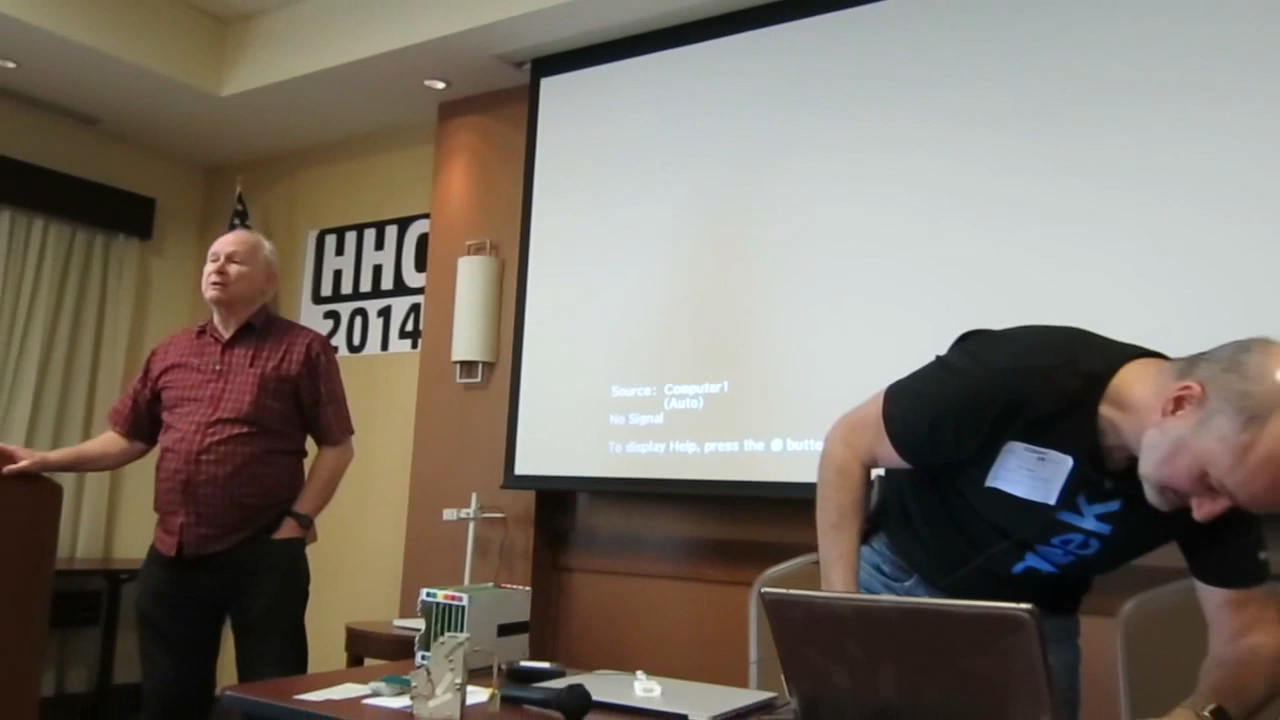 HHC
2014
Source: Computer1
(Auto)
No Signal
To display Help, press the